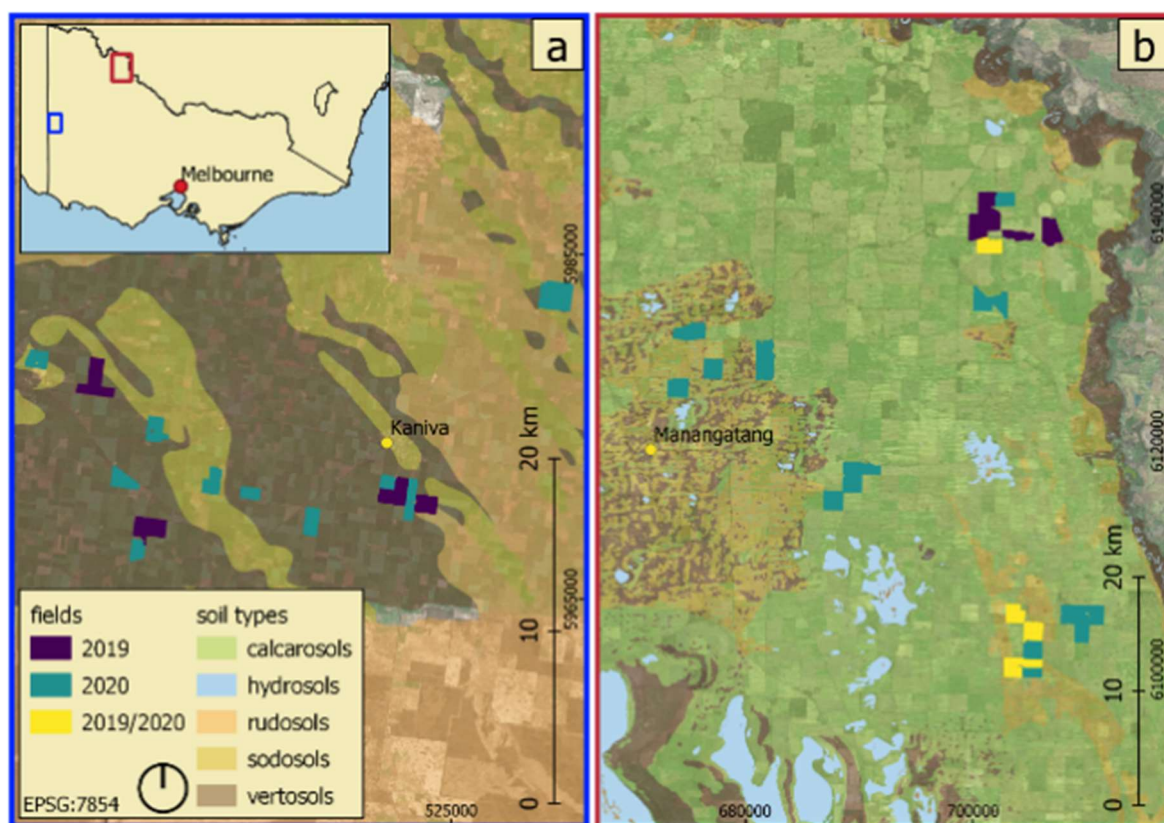 a
Melbourne
5985000
Kaniva
20 km
5965000
10
0
525000
fields
2019
2020
2019/2020
soil types
calcarosols
hydrosols
rudosols
sodosols
vertosols
EPSG:7854
b
6140000
Manangatang
6120000
20 km
10
6100000
0
680000
700000